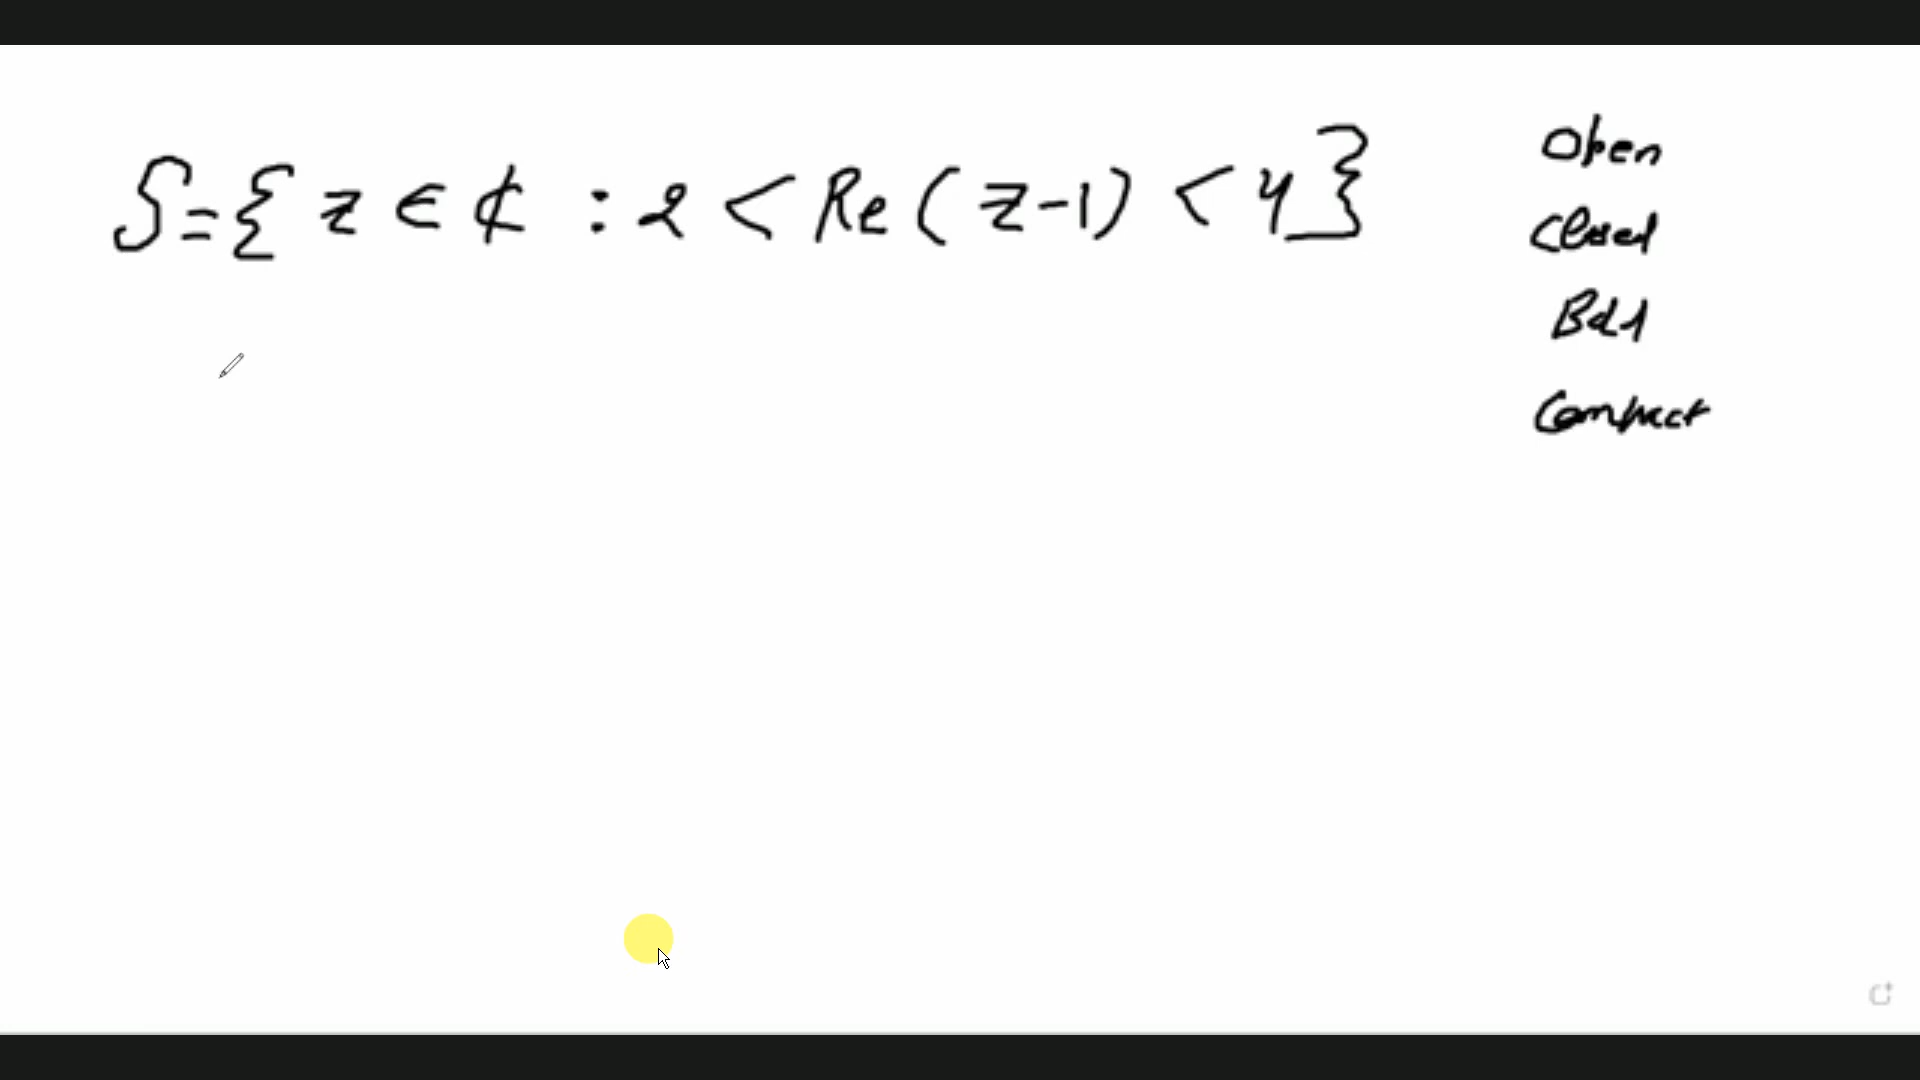 S={ z ∈ ₵ : 2 < Re ( z-1) < 4 }
Open
Closed
Bdd
Compact